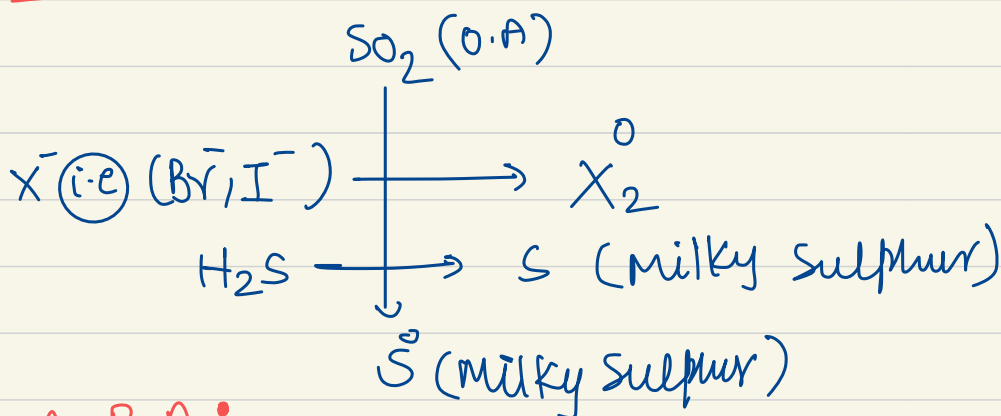 SO₂ (O.A)
X⁻ i.e (Br⁻, I⁻) → X₂⁰
H₂S → S (Milky Sulphur)
S⁰ (Milky Sulphur)